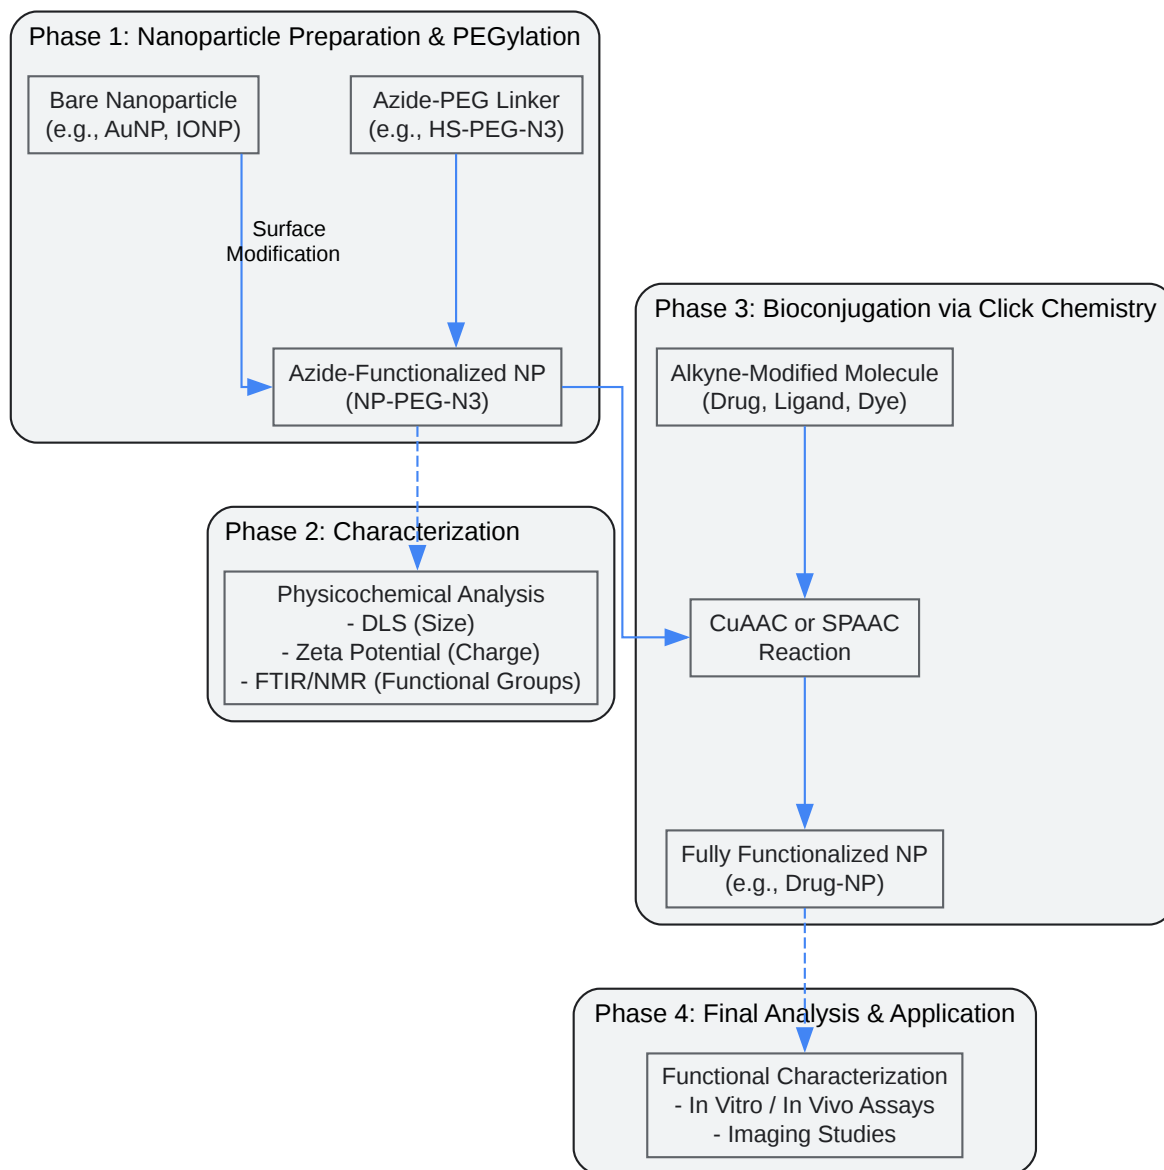 Phase 1: Nanoparticle Preparation & PEGylation
Bare Nanoparticle
(e.g., AuNP, IONP)
Azide-PEG Linker
(e.g., HS-PEG-N3)
Surface
Modification
Azide-Functionalized NP
(NP-PEG-N3)
Phase 2: Characterization
Physicochemical Analysis
- DLS (Size)
- Zeta Potential (Charge)
- FTIR/NMR (Functional Groups)
Phase 3: Bioconjugation via Click Chemistry
Alkyne-Modified Molecule
(Drug, Ligand, Dye)
CuAAC or SPAAC
Reaction
Fully Functionalized NP
(e.g., Drug-NP)
Phase 4: Final Analysis & Application
Functional Characterization
- In Vitro / In Vivo Assays
- Imaging Studies